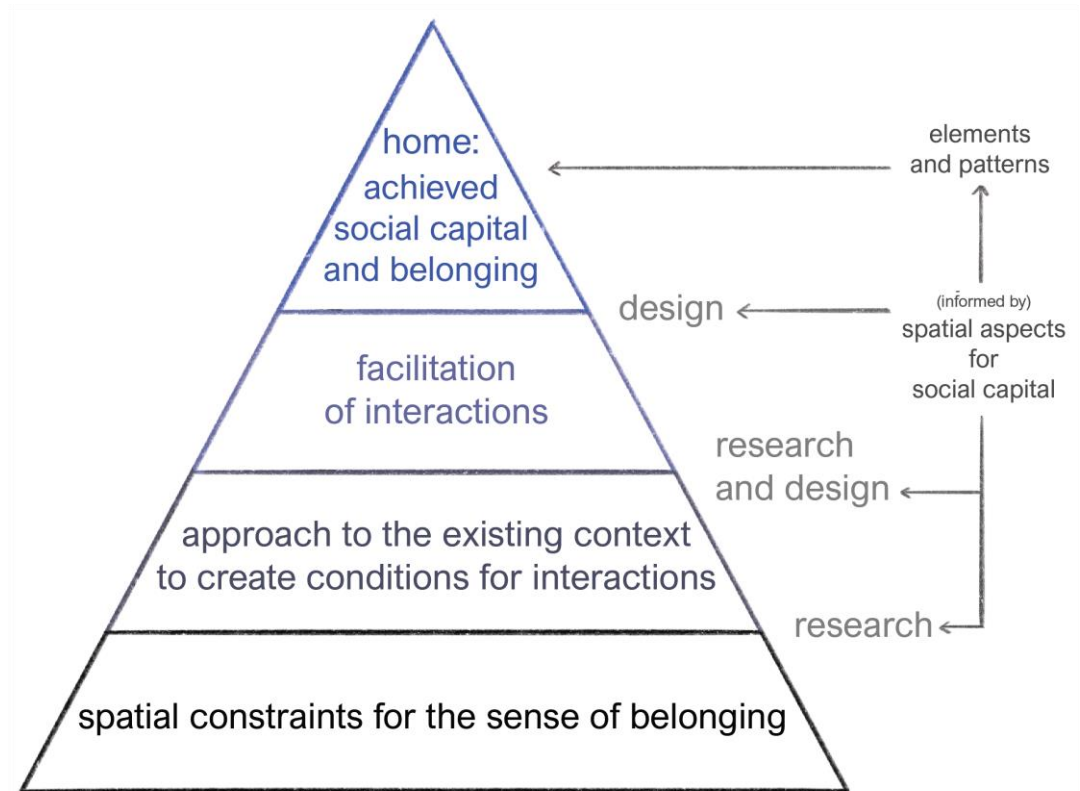 home:
achieved
social capital
and belonging
facilitation
of interactions
approach to the existing context
to create conditions for interactions
spatial constraints for the sense of belonging
elements
and patterns
(informed by)
spatial aspects
for
social capital
design
research
and design
research